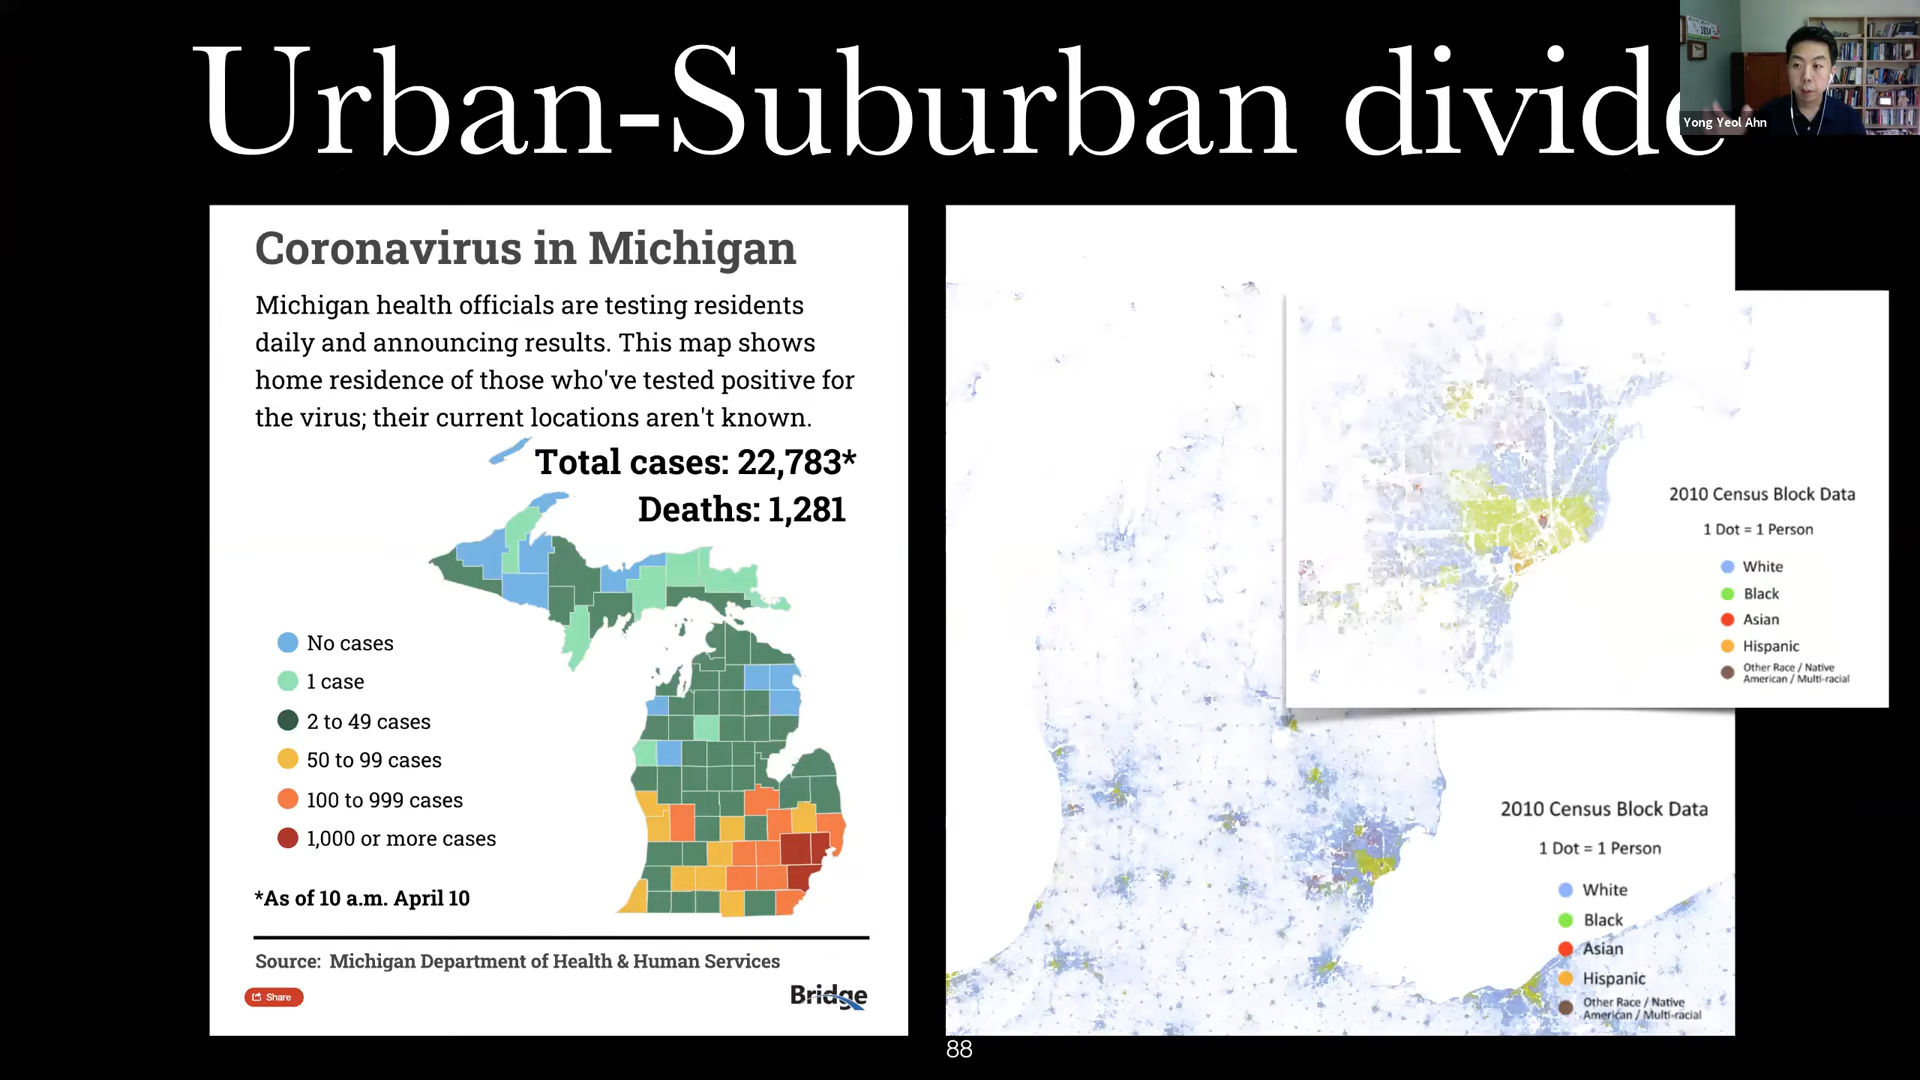 Urban-Suburban divide
Yong Yeol Ahn
Coronavirus in Michigan
Michigan health officials are testing residents
daily and announcing results. This map shows
home residence of those who've tested positive for
the virus; their current locations aren't known.
Total cases: 22,783*
Deaths: 1,281
No cases
1 case
2 to 49 cases
50 to 99 cases
100 to 999 cases
1,000 or more cases
*As of 10 a.m. April 10
Source: Michigan Department of Health & Human Services
Share
Bridge
2010 Census Block Data
1 Dot = 1 Person
White
Black
Asian
Hispanic
Other Race / Native
American / Multi-racial
2010 Census Block Data
1 Dot = 1 Person
White
Black
Asian
Hispanic
Other Race / Native
American / Multi-racial
88